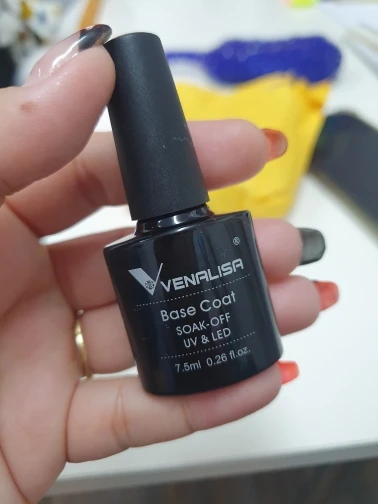 VENALISA®
Base Coat
SOAK-OFF
UV & LED
7.5ml 0.26 fl.oz.